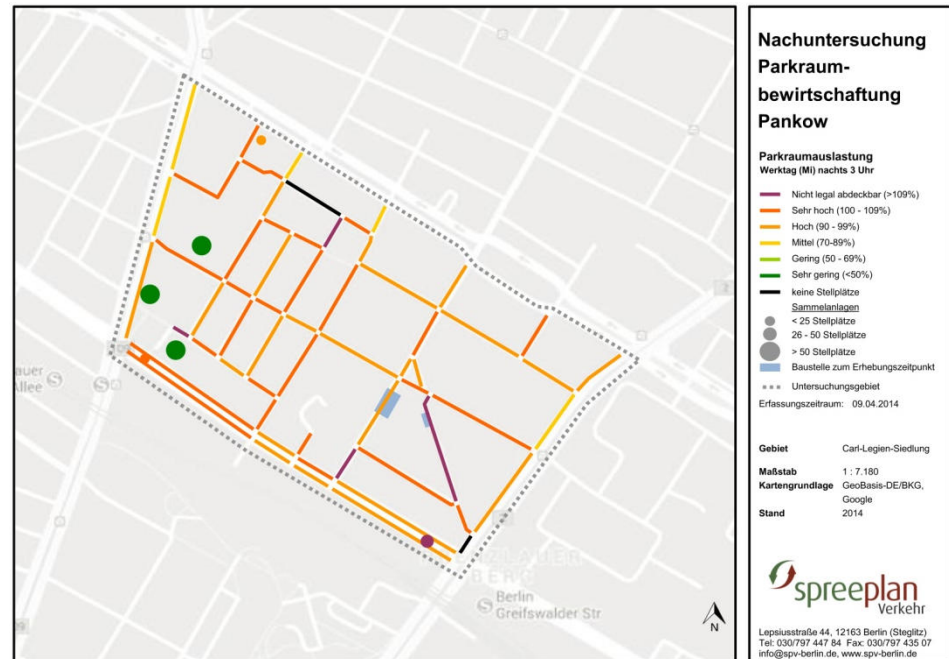 Nachuntersuchung
Parkraum-
bewirtschaftung
Pankow
Parkraumauslastung
Werktag (Mi) nachts 3 Uhr
Nicht legal abdeckbar (>109%)
Sehr hoch (100 - 109%)
Hoch (90 - 99%)
Mittel (70-89%)
Gering (50 - 69%)
Sehr gering (<50%)
keine Stellplätze
Sammelanlagen
< 25 Stellplätze
26 - 50 Stellplätze
> 50 Stellplätze
Baustelle zum Erhebungszeitpunkt
Untersuchungsgebiet
Erfassungszeitraum: 09.04.2014
Gebiet Carl-Legien-Siedlung
Maßstab 1 : 7.180
Kartengrundlage GeoBasis-DE/BKG,
Google
Stand 2014
spreeplan
Verkehr
Lepsiusstraße 44, 12163 Berlin (Steglitz)
Tel: 030/797 447 84 Fax: 030/797 435 07
info@spv-berlin.de, www.spv-berlin.de
auer
Allee
S
S
BERG
Berlin
S Greifswalder Str
N